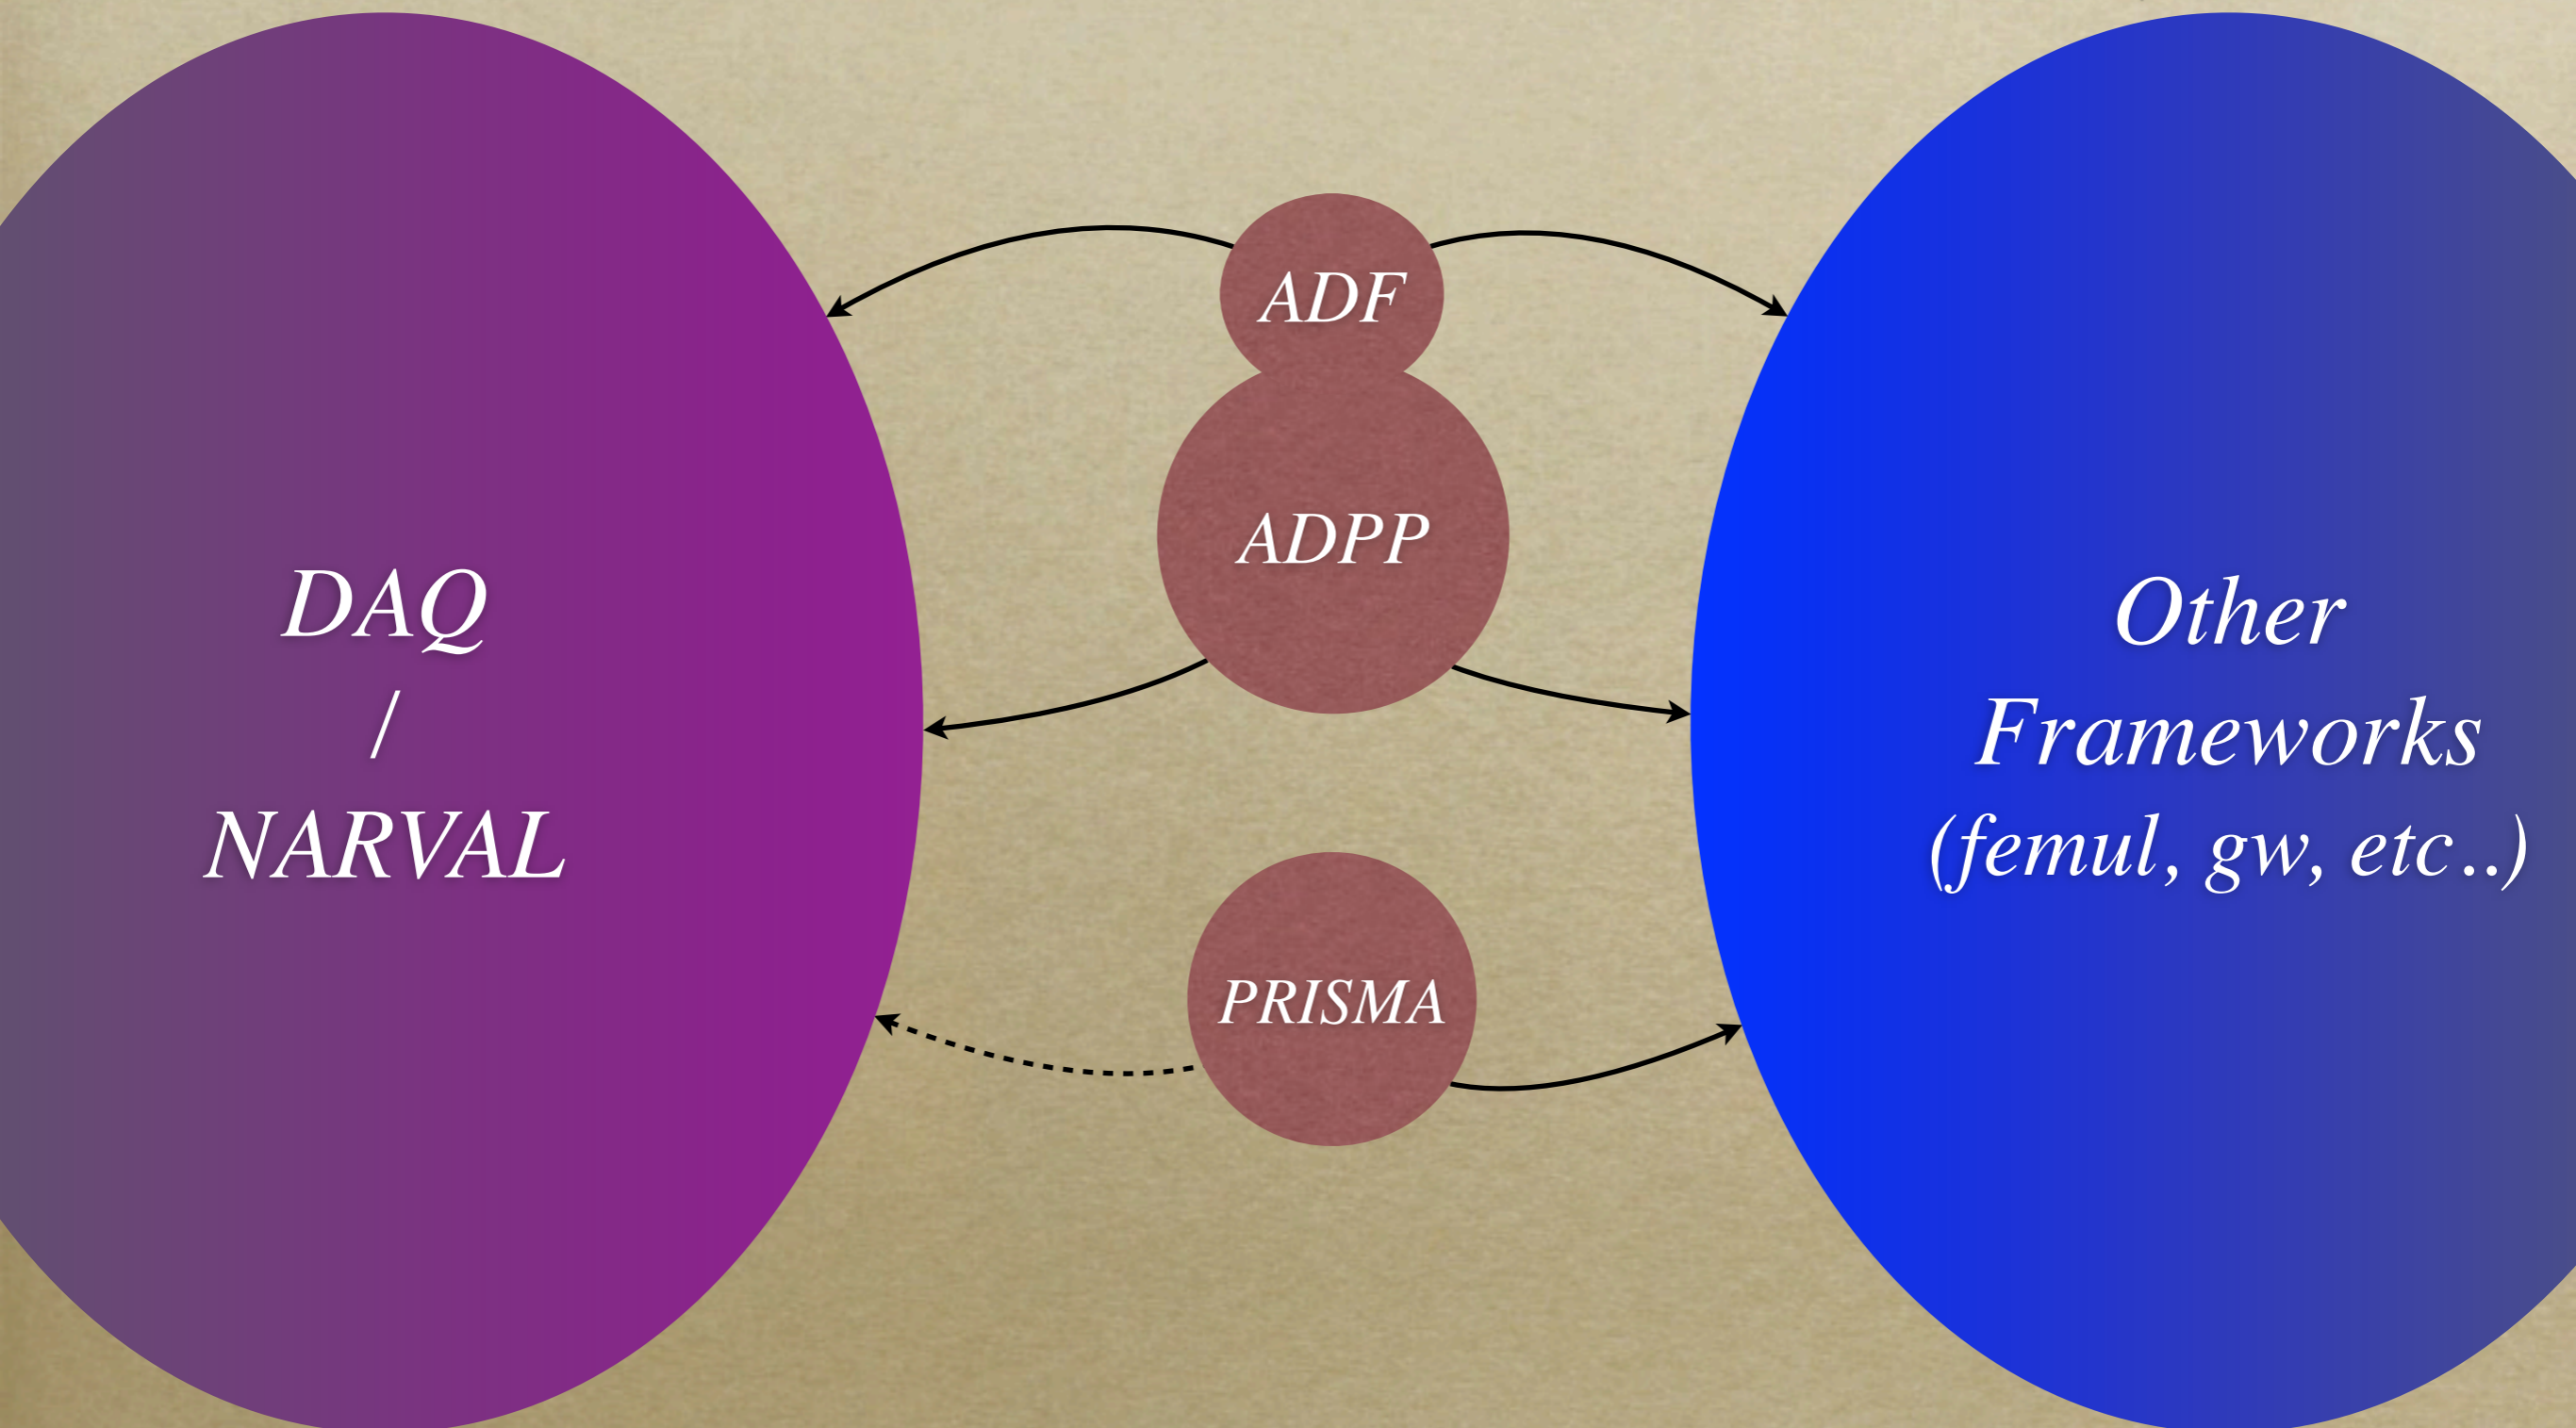 DAQ
/
NARVAL
ADF
ADPP
PRISMA
Other
Frameworks
(femul, gw, etc..)